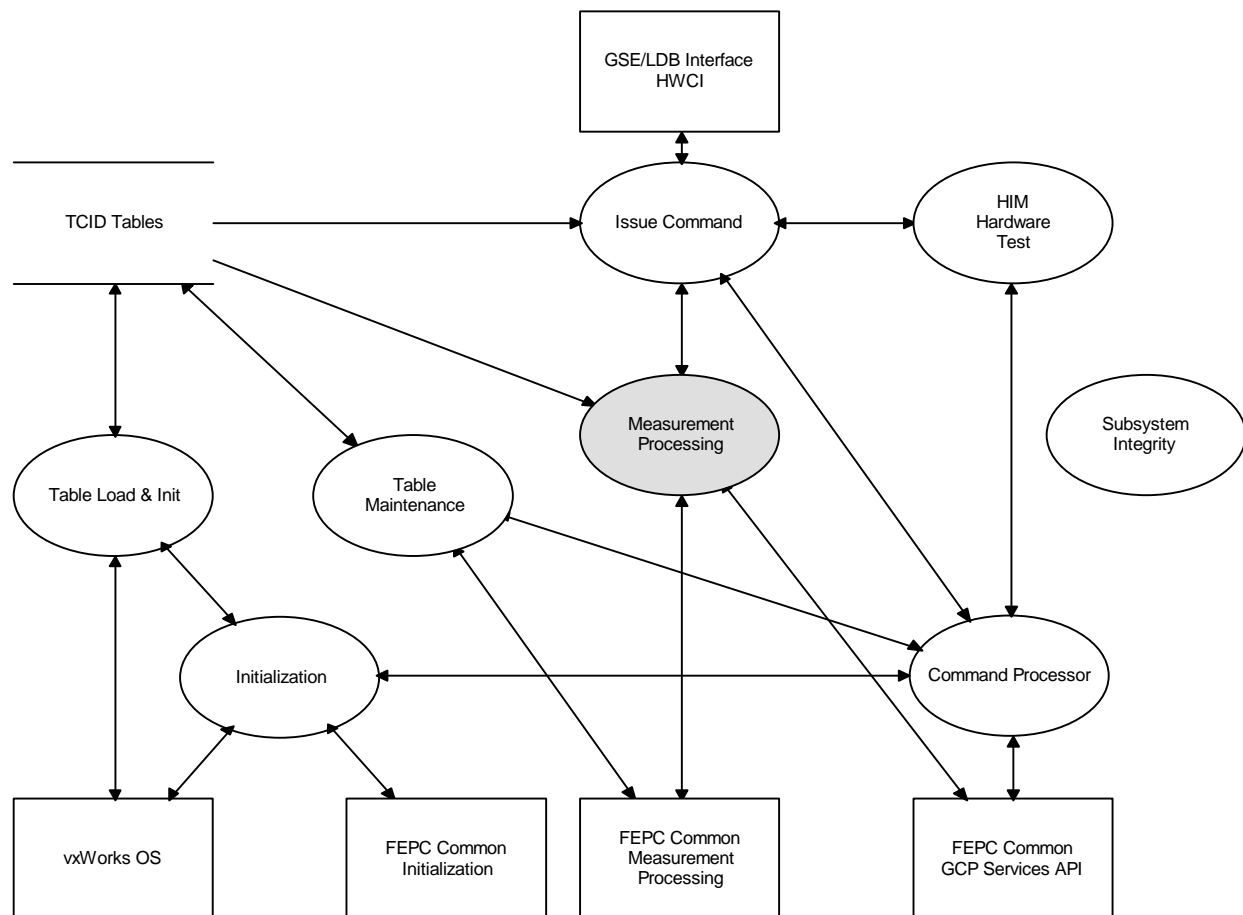 GSE/LDB Interface
HWCI
TCID Tables
Issue Command
HIM
Hardware
Test
Measurement
Processing
Subsystem
Integrity
Table Load & Init
Table
Maintenance
Initialization
Command Processor
vxWorks OS
FEPC Common
Initialization
FEPC Common
Measurement
Processing
FEPC Common
GCP Services API